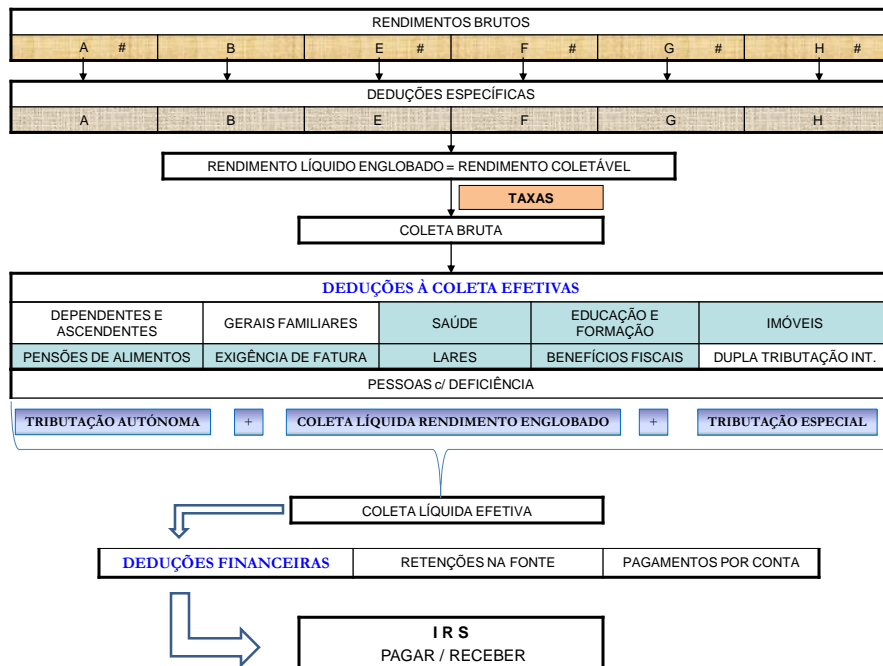 RENDIMENTOS BRUTOS
A # B E # F # G # H #
DEDUÇÕES ESPECÍFICAS
A B E F G H
RENDIMENTO LÍQUIDO ENGLOBADO = RENDIMENTO COLETÁVEL
TAXAS
COLETA BRUTA
DEDUÇÕES À COLETA EFETIVAS
DEPENDENTES E
ASCENDENTES
GERAIS FAMILIARES
SAÚDE
EDUCAÇÃO E
FORMAÇÃO
IMÓVEIS
PENSÕES DE ALIMENTOS
EXIGÊNCIA DE FATURA
LARES
BENEFÍCIOS FISCAIS
DUPLA TRIBUTAÇÃO INT.
PESSOAS c/ DEFICIÊNCIA
TRIBUTAÇÃO AUTÓNOMA + COLETA LÍQUIDA RENDIMENTO ENGLOBADO + TRIBUTAÇÃO ESPECIAL
COLETA LÍQUIDA EFETIVA
DEDUÇÕES FINANCEIRAS
RETENÇÕES NA FONTE
PAGAMENTOS POR CONTA
I R S
PAGAR / RECEBER